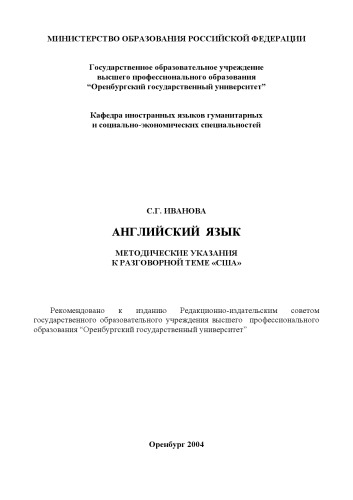 МИНИСТЕРСТВО ОБРАЗОВАНИЯ РОССИЙСКОЙ ФЕДЕРАЦИИ
Государственное образовательное учреждение
высшего профессионального образования
“Оренбургский государственный университет”
Кафедра иностранных языков гуманитарных
и социально-экономических специальностей
С.Г. ИВАНОВА
АНГЛИЙСКИЙ ЯЗЫК
МЕТОДИЧЕСКИЕ УКАЗАНИЯ
К РАЗГОВОРНОЙ ТЕМЕ «США»
Рекомендовано к изданию Редакционно-издательским советом
государственного образовательного учреждения высшего профессионального
образования “Оренбургский государственный университет”
Оренбург 2004